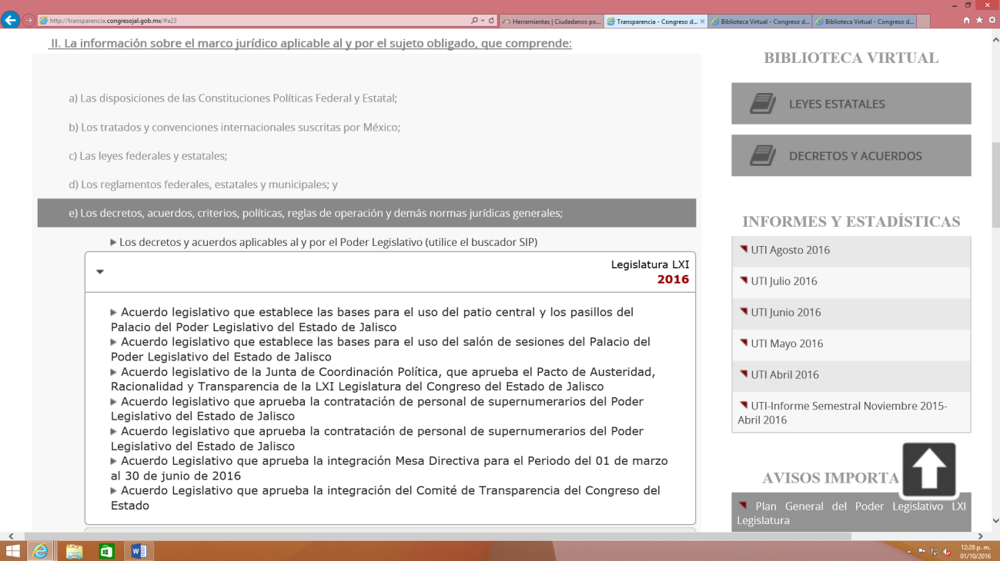 http://transparencia.congresojal.gob.mx/#a23
Herramientas | Ciudadanos po...
Transparencia - Congreso d...
Biblioteca Virtual - Congreso d...
Biblioteca Virtual - Congreso d...
II. La información sobre el marco jurídico aplicable al y por el sujeto obligado, que comprende:
a) Las disposiciones de las Constituciones Políticas Federal y Estatal;
b) Los tratados y convenciones internacionales suscritas por México;
c) Las leyes federales y estatales;
d) Los reglamentos federales, estatales y municipales; y
e) Los decretos, acuerdos, criterios, políticas, reglas de operación y demás normas jurídicas generales;
Los decretos y acuerdos aplicables al y por el Poder Legislativo (utilice el buscador SIP)
Legislatura LXI
2016
Acuerdo legislativo que establece las bases para el uso del patio central y los pasillos del
Palacio del Poder Legislativo del Estado de Jalisco
Acuerdo legislativo que establece las bases para el uso del salón de sesiones del Palacio del
Poder Legislativo del Estado de Jalisco
Acuerdo legislativo de la Junta de Coordinación Política, que aprueba el Pacto de Austeridad,
Racionalidad y Transparencia de la LXI Legislatura del Congreso del Estado de Jalisco
Acuerdo legislativo que aprueba la contratación de personal de supernumerarios del Poder
Legislativo del Estado de Jalisco
Acuerdo legislativo que aprueba la contratación de personal de supernumerarios del Poder
Legislativo del Estado de Jalisco
Acuerdo Legislativo que aprueba la integración Mesa Directiva para el Periodo del 01 de marzo
al 30 de junio de 2016
Acuerdo Legislativo que aprueba la integración del Comité de Transparencia del Congreso del
Estado
BIBLIOTECA VIRTUAL
LEYES ESTATALES
DECRETOS Y ACUERDOS
INFORMES Y ESTADÍSTICAS
UTI Agosto 2016
UTI Julio 2016
UTI Junio 2016
UTI Mayo 2016
UTI Abril 2016
UTI-Informe Semestral Noviembre 2015-
Abril 2016
AVISOS IMPORTA
Plan General del Poder Legislativo LXI
Legislatura
12:28 p. m.
01/10/2016